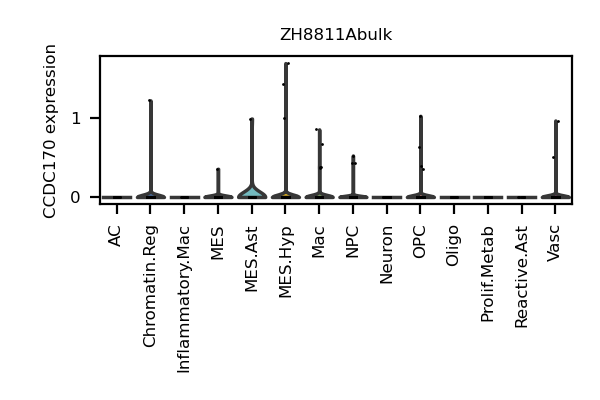 ZH8811Abulk
CCDC170 expression
1
0
AC
Chromatin.Reg
Inflammatory.Mac
MES
MES.Ast
MES.Hyp
Mac
NPC
Neuron
OPC
Oligo
Prolif.Metab
Reactive.Ast
Vasc